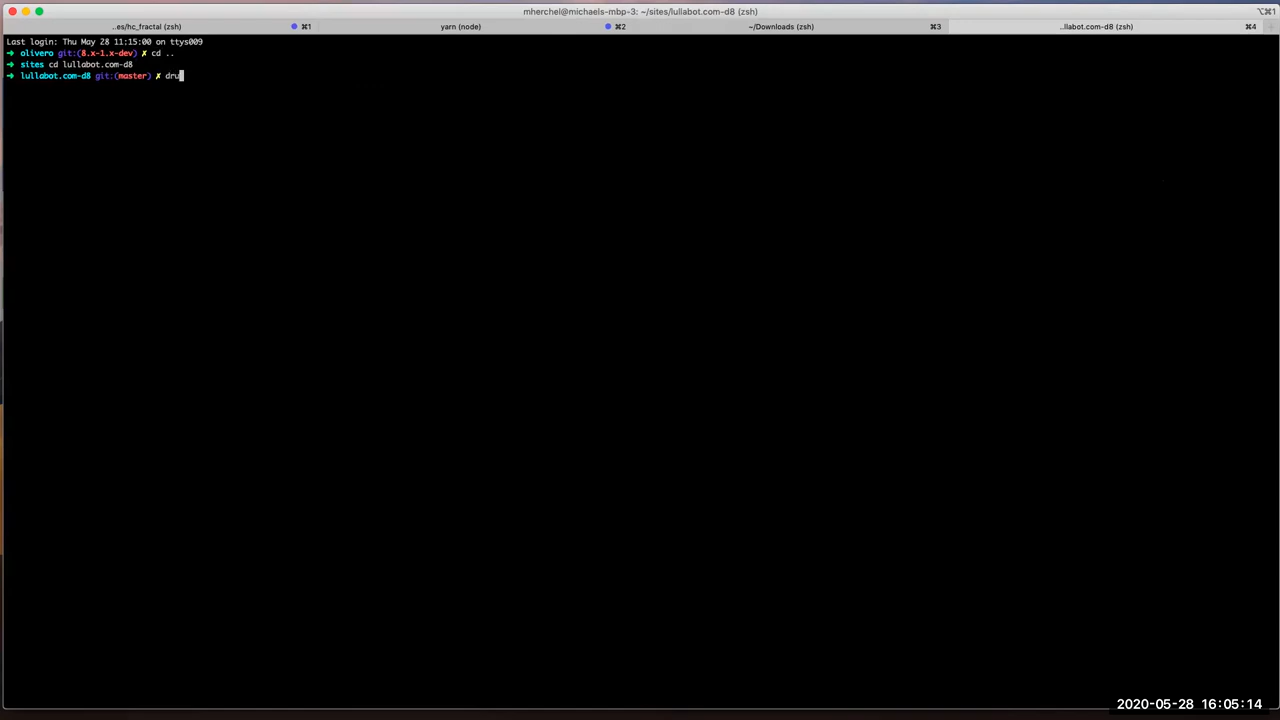 mherchel@michaels-mbp-3: ~/sites/lullabot.com-d8 (zsh)
⌥⌘1
..es/hc_fractal (zsh)
⌘1
yarn (node)
⌘2
~/Downloads (zsh)
⌘3
..llabot.com-d8 (zsh)
⌘4
Last login: Thu May 28 11:15:00 on ttys009
➜ olivero git:(8.x-1.x-dev) ✗ cd ..
➜ sites cd lullabot.com-d8
➜ lullabot.com-d8 git:(master) ✗ dru
2020-05-28 16:05:14